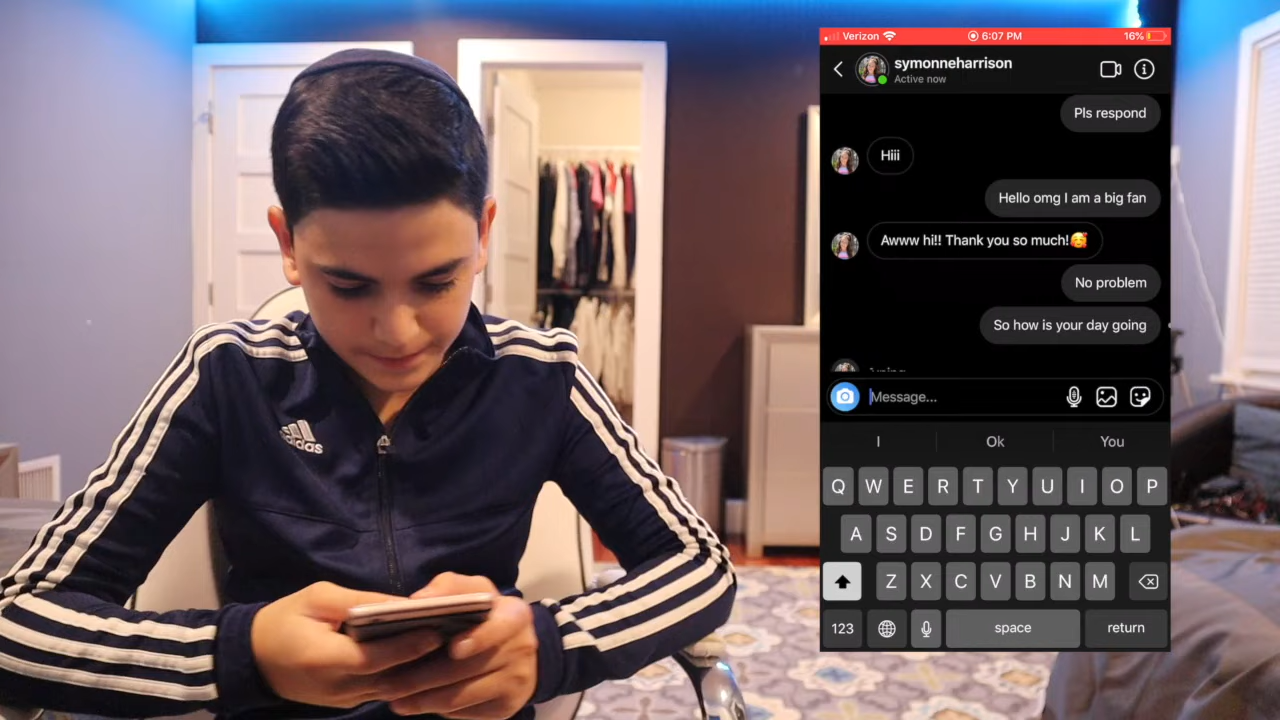 adidas
Verizon 6:07 PM 16%
symonneharrison
Active now
Pls respond
Hiii
Hello omg I am a big fan
Awww hi!! Thank you so much!🥰
No problem
So how is your day going
Message...
I Ok You
Q W E R T Y U I O P
A S D F G H J K L
Z X C V B N M
123 space return